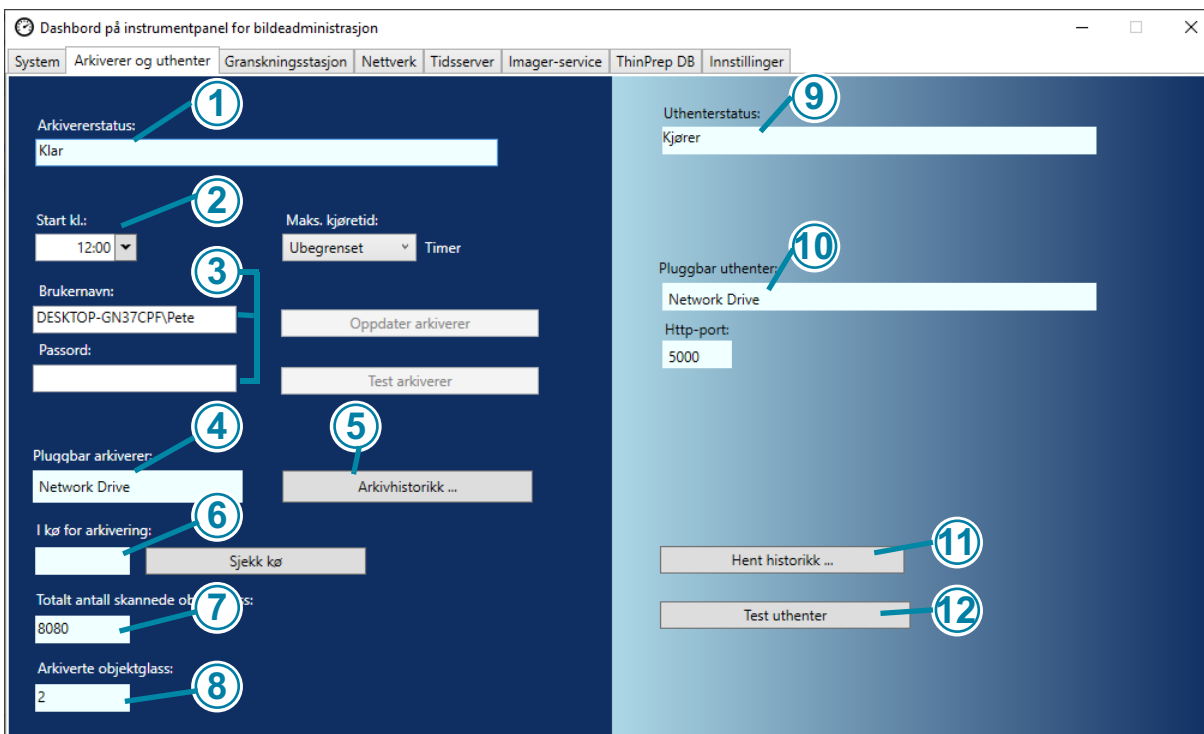 Dashbord på instrumentpanel for bildeadministrasjon
System Arkiverer og uthenter Granskningsstasjon Nettverk Tidsserver Imager-service ThinPrep DB Innstillinger
1
Arkivererstatus:
Klar
2
Start kl.:
Maks. kjøretid:
12:00
Ubegrenset
Timer
3
Brukernavn:
DESKTOP-GN37CPF\Pete
Oppdater arkiverer
Passord:
Test arkiverer
4
5
Pluggbar arkiverer:
Network Drive
Arkivhistorikk ...
6
I kø for arkivering:
Sjekk kø
Totalt antall skannede
7
8080
Arkiverte objektglass:
8
2
9
Uthenterstatus:
Kjører
10
Pluggbar uthenter:
Network Drive
Http-port:
5000
11
Hent historikk ...
12
Test uthenter